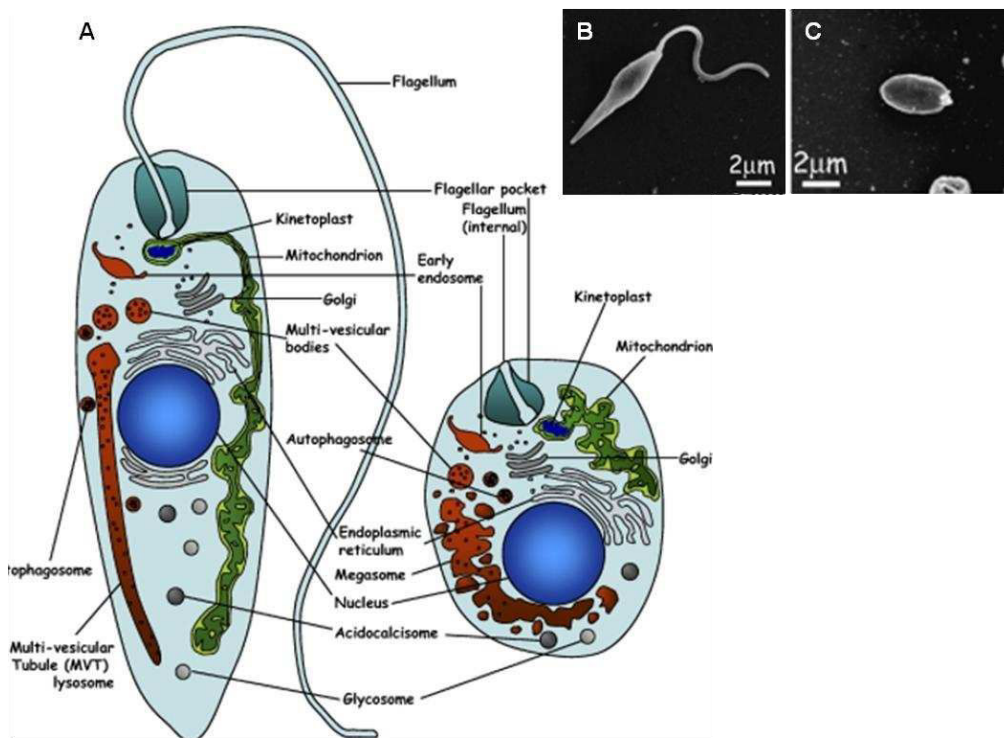 A
B
C
2μm
2μm
Flagellum
Flagellar pocket
Flagellum
(internal)
Kinetoplast
Mitochondrion
Early
endosome
Kinetoplast
Golgi
Multi-vesicular
bodies
Mitochondrion
Autophagosome
Golgi
Endoplasmic
reticulum
tophagosome
Megasome
Nucleus
Acidocalcisome
Multi-vesicular
Tubule (MVT)
lysosome
Glycosome